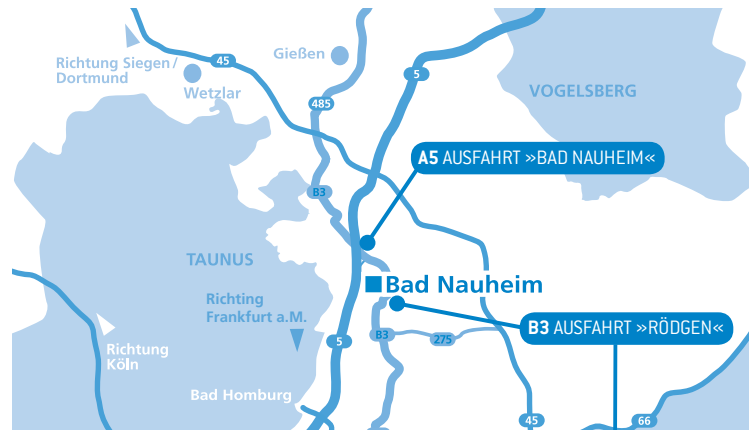 Richtung Siegen/
Dortmund
45
Gießen
Wetzlar
5
485
VOGELSBERG
A5 AUSFAHRT »BAD NAUHEIM«
B3
TAUNUS
Bad Nauheim
Richting
Frankfurt a.M.
B3 AUSFAHRT »RÖDGEN«
B3
275
5
Richtung
Köln
Bad Homburg
45
66